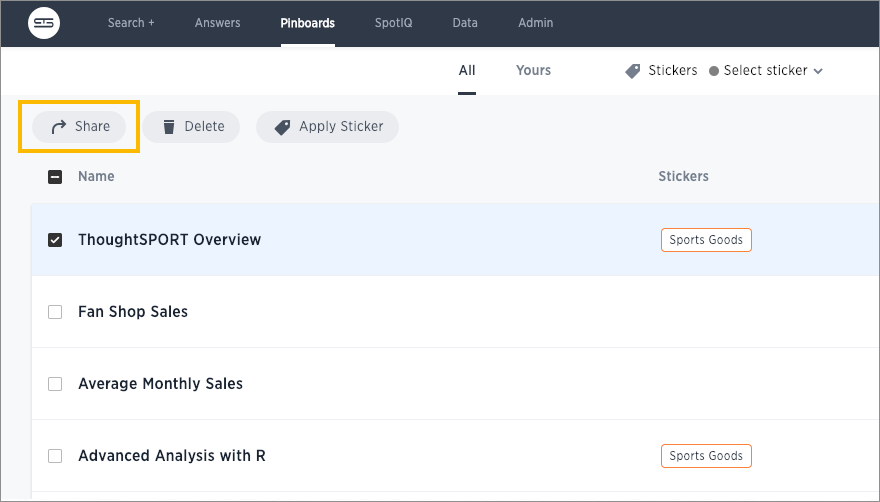 Search + Answers Pinboards SpotIQ Data Admin
All Yours Stickers Select sticker
Share Delete Apply Sticker
Name Stickers
ThoughtSPORT Overview Sports Goods
Fan Shop Sales
Average Monthly Sales
Advanced Analysis with R Sports Goods